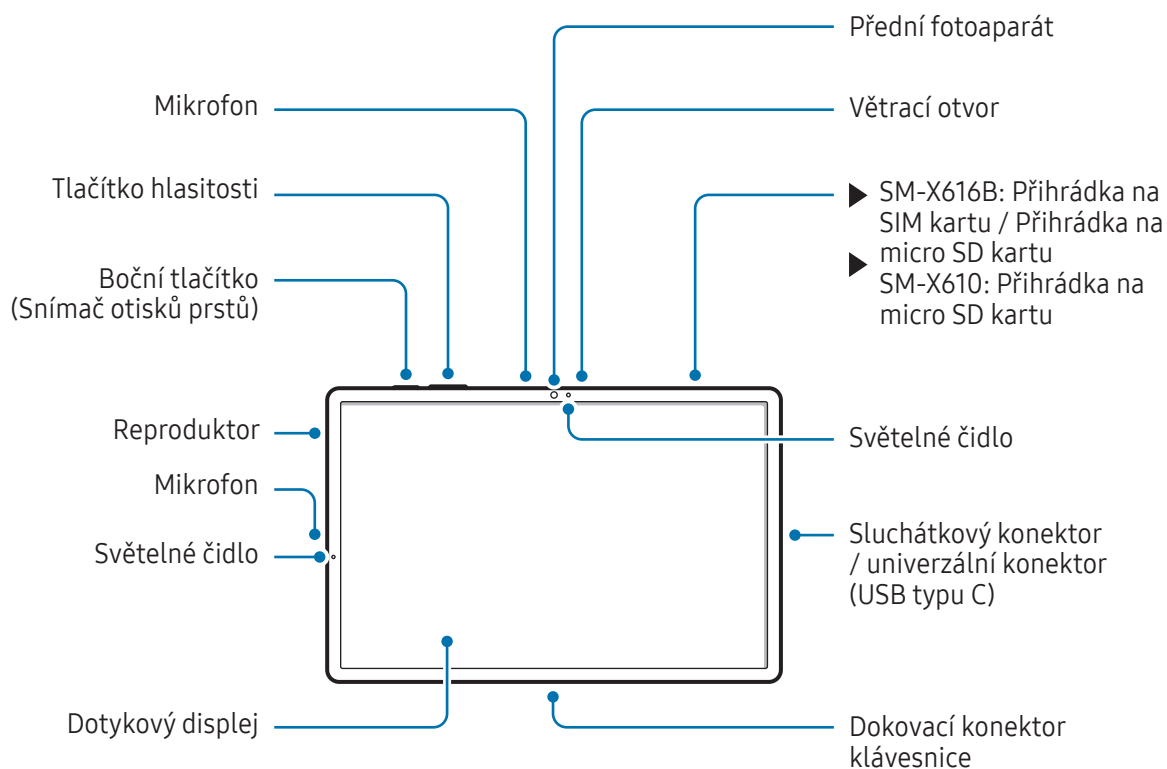 Přední fotoaparát
Mikrofon
Větrací otvor
Tlačítko hlasitosti
SM-X616B: Přihrádka na
SIM kartu / Přihrádka na
micro SD kartu
SM-X610: Přihrádka na
micro SD kartu
Boční tlačítko
(Snímač otisků prstů)
Reproduktor
Světelné čidlo
Mikrofon
Světelné čidlo
Sluchátkový konektor
/ univerzální konektor
(USB typu C)
Dotykový displej
Dokovací konektor
klávesnice